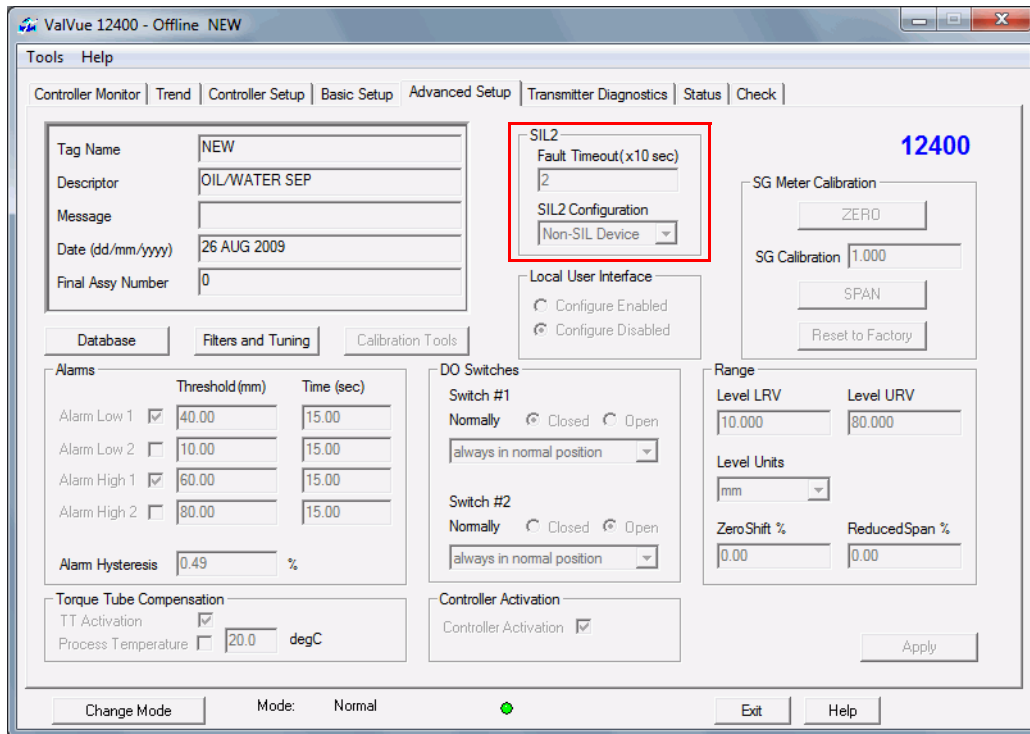 ValVue 12400 - Offline NEW
Tools Help
Controller Monitor Trend Controller Setup Basic Setup Advanced Setup Transmitter Diagnostics Status Check
Tag Name NEW
Descriptor OIL/WATER SEP
Message
Date (dd/mm/yyyy) 26 AUG 2009
Final Assy Number 0
SIL2
Fault Timeout(x10 sec)
2
SIL2 Configuration
Non-SIL Device
12400
SG Meter Calibration
ZERO
SG Calibration 1.000
SPAN
Reset to Factory
Local User Interface
Configure Enabled
Configure Disabled
Database Filters and Tuning Calibration Tools
Alarms
Threshold (mm) Time (sec)
Alarm Low 1 40.00 15.00
Alarm Low 2 10.00 15.00
Alarm High 1 60.00 15.00
Alarm High 2 80.00 15.00
Alarm Hysteresis 0.49 %
DO Switches
Switch #1
Normally Closed Open
always in normal position
Switch #2
Normally Closed Open
always in normal position
Range
Level LRV Level URV
10.000 80.000
Level Units
mm
Zero Shift % Reduced Span %
0.00 0.00
Torque Tube Compensation
TT Activation
Process Temperature 20.0 degC
Controller Activation
Controller Activation
Apply
Change Mode Mode: Normal Exit Help